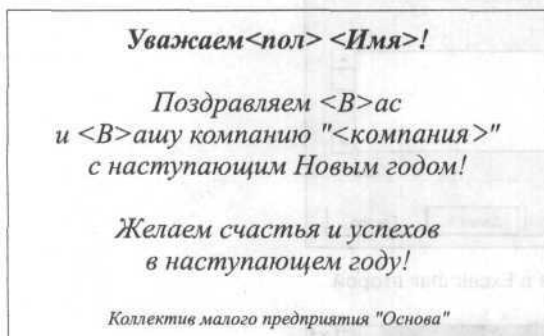 Уважаем<пол> <Имя>!
Поздравляем <В>ас
и <В>ашу компанию "<компания>"
с наступающим Новым годом!
Желаем счастья и успехов
в наступающем году!
Коллектив малого предприятия "Основа"